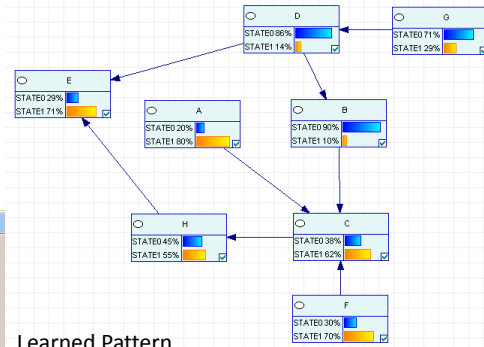 D
STATE0 86%
STATE1 14%
G
STATE0 71%
STATE1 29%
E
STATE0 29%
STATE1 71%
A
STATE0 20%
STATE1 80%
B
STATE0 90%
STATE1 10%
H
STATE0 45%
STATE1 55%
C
STATE0 38%
STATE1 62%
F
STATE0 30%
STATE1 70%
Learned Pattern